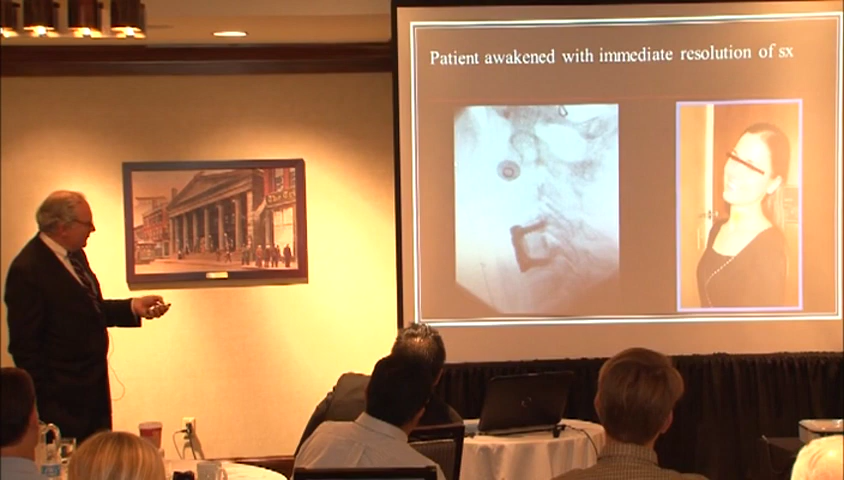 Patient awakened with immediate resolution of sx